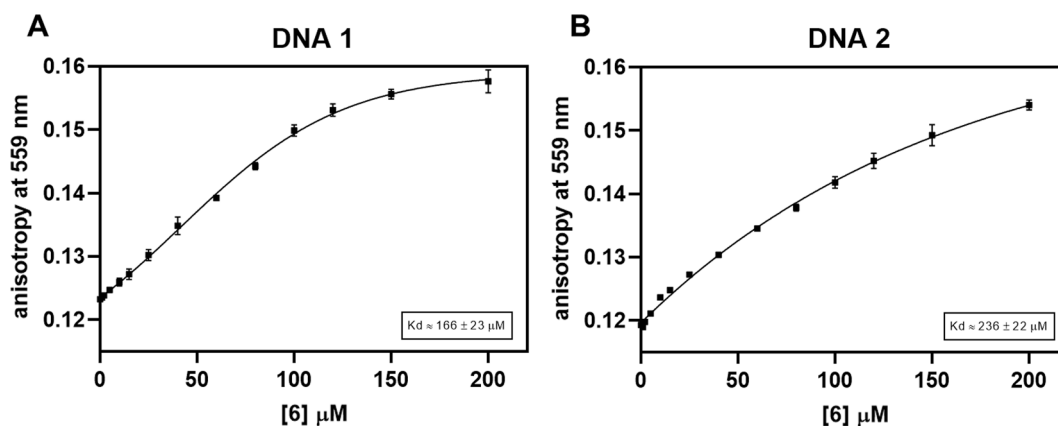 A
DNA 1
anisotropy at 559 nm
0.16
0.15
0.14
0.13
0.12
0
50
100
150
200
[6] μM
Kd ≈ 166 ± 23 μM
B
DNA 2
anisotropy at 559 nm
0.16
0.15
0.14
0.13
0.12
0
50
100
150
200
[6] μM
Kd ≈ 236 ± 22 μM